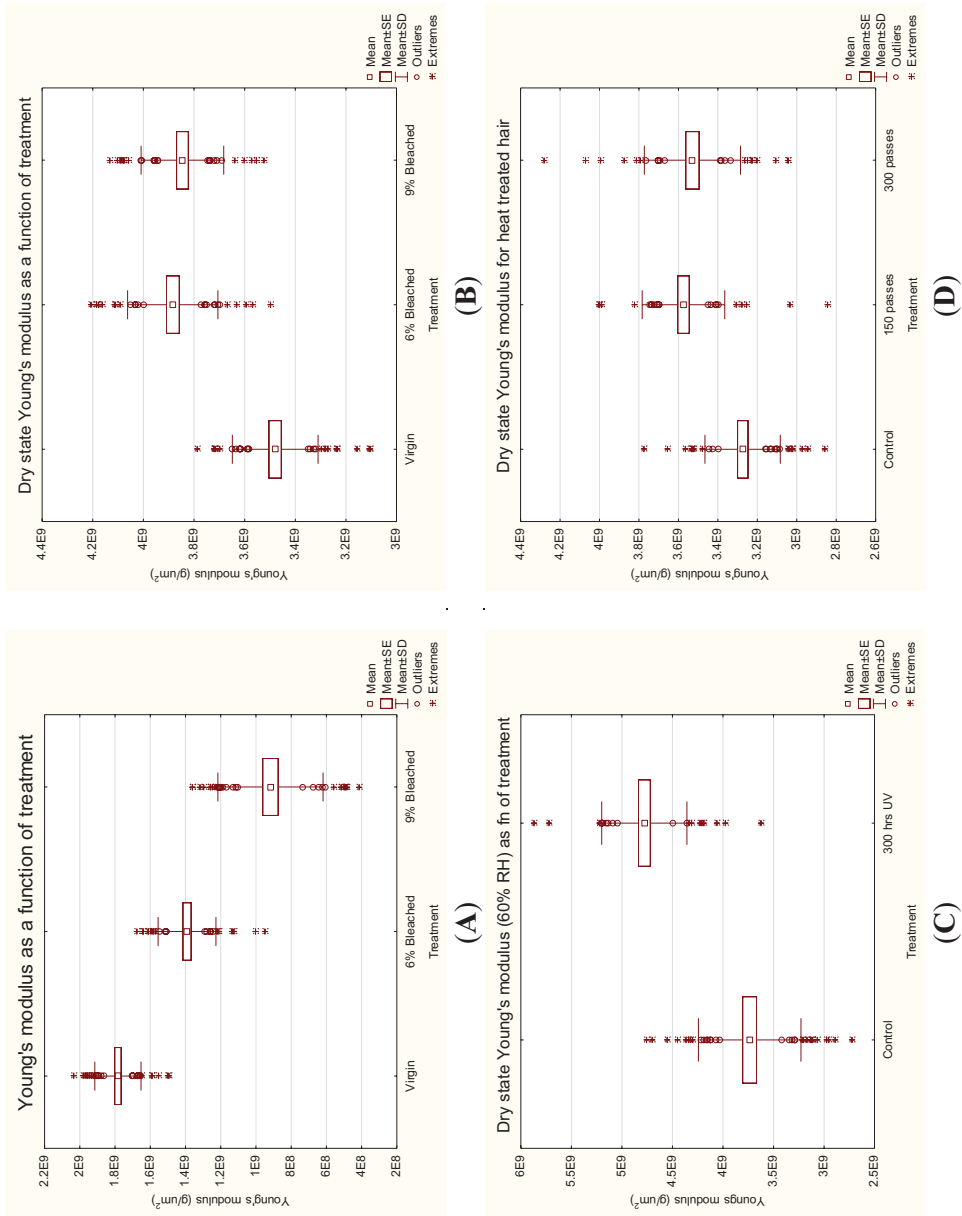 Young's modulus as a function of treatment
Young's modulus (g/um²)
2.2E9
2E9
1.8E9
1.6E9
1.4E9
1.2E9
1E9
8E8
6E8
4E8
2E8
Virgin
6% Bleached
9% Bleached
Treatment
Mean
Mean±SE
Mean±SD
Outliers
Extremes
(A)
Dry state Young's modulus as a function of treatment
Young's modulus (g/um²)
4.4E9
4.2E9
4E9
3.8E9
3.6E9
3.4E9
3.2E9
3E9
Virgin
6% Bleached
9% Bleached
Treatment
Mean
Mean±SE
Mean±SD
Outliers
Extremes
(B)
Dry state Young's modulus (60% RH) as fn of treatment
Youngs modulus (g/um²)
6E9
5.5E9
5E9
4.5E9
4E9
3.5E9
3E9
2.5E9
Control
300 hrs UV
Treatment
Mean
Mean±SE
Mean±SD
Outliers
Extremes
(C)
Dry state Young's modulus for heat treated hair
Young's modulus (g/um²)
4.4E9
4.2E9
4E9
3.8E9
3.6E9
3.4E9
3.2E9
3E9
2.8E9
2.6E9
Control
150 passes
300 passes
Treatment
Mean
Mean±SE
Mean±SD
Outliers
Extremes
(D)